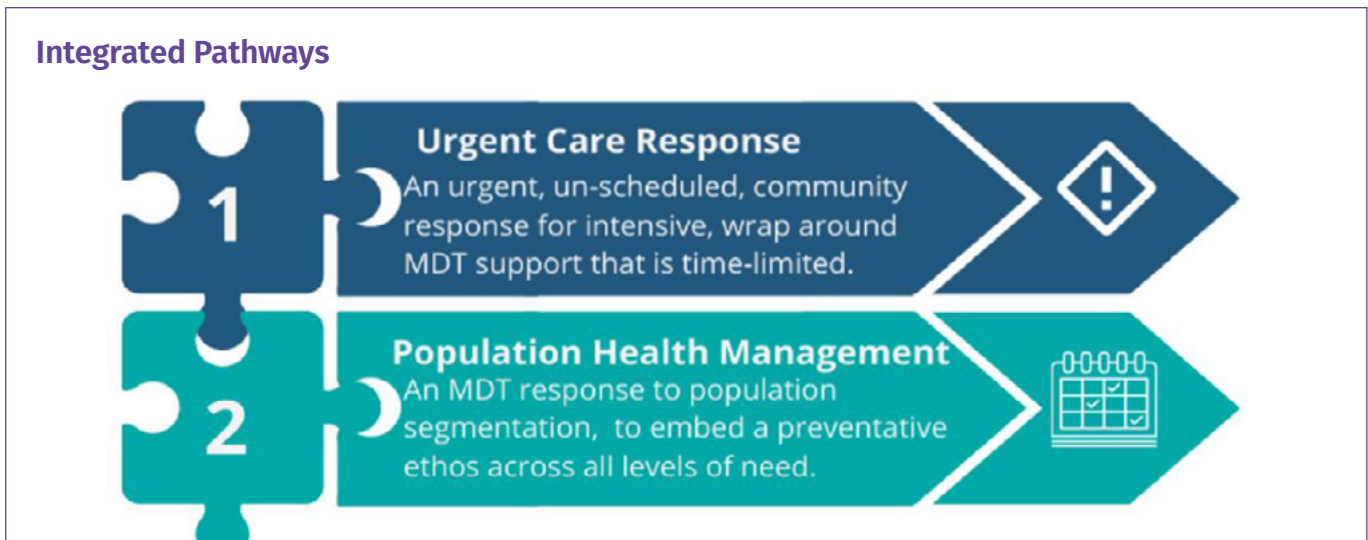 Integrated Pathways
1
Urgent Care Response
An urgent, un-scheduled, community
response for intensive, wrap around
MDT support that is time-limited.
!
2
Population Health Management
An MDT response to population
segmentation, to embed a preventative
ethos across all levels of need.